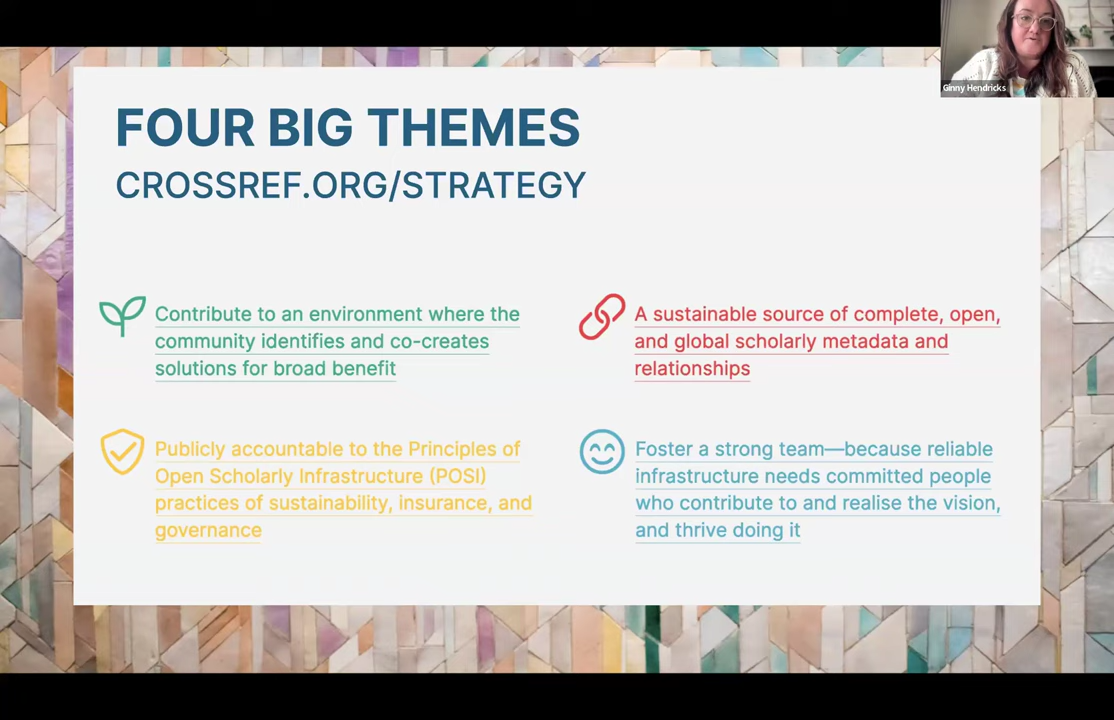 Ginny Hendricks
FOUR BIG THEMES
CROSSREF.ORG/STRATEGY
Contribute to an environment where the
community identifies and co-creates
solutions for broad benefit
A sustainable source of complete, open,
and global scholarly metadata and
relationships
Publicly accountable to the Principles of
Open Scholarly Infrastructure (POSI)
practices of sustainability, insurance, and
governance
Foster a strong team—because reliable
infrastructure needs committed people
who contribute to and realise the vision,
and thrive doing it